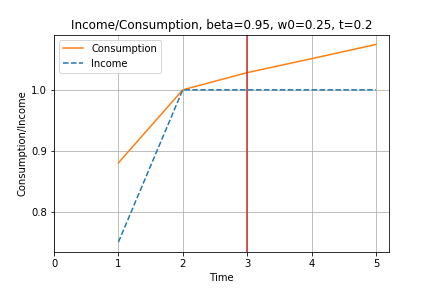 Income/Consumption, beta=0.95, w0=0.25, t=0.2
Consumption
Income
Consumption/Income
1.0
0.9
0.8
0 1 2 3 4 5
Time